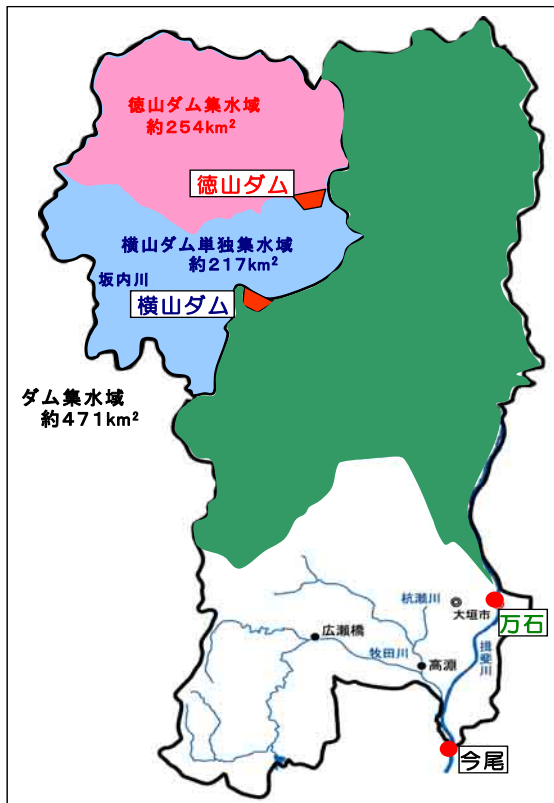 徳山ダム集水域
約254km²
徳山ダム
横山ダム単独集水域
約217km²
坂内川
横山ダム
ダム集水域
約471km²
杭瀬川
大垣市
万石
広瀬橋
牧田川
高淵
揖斐川
今尾